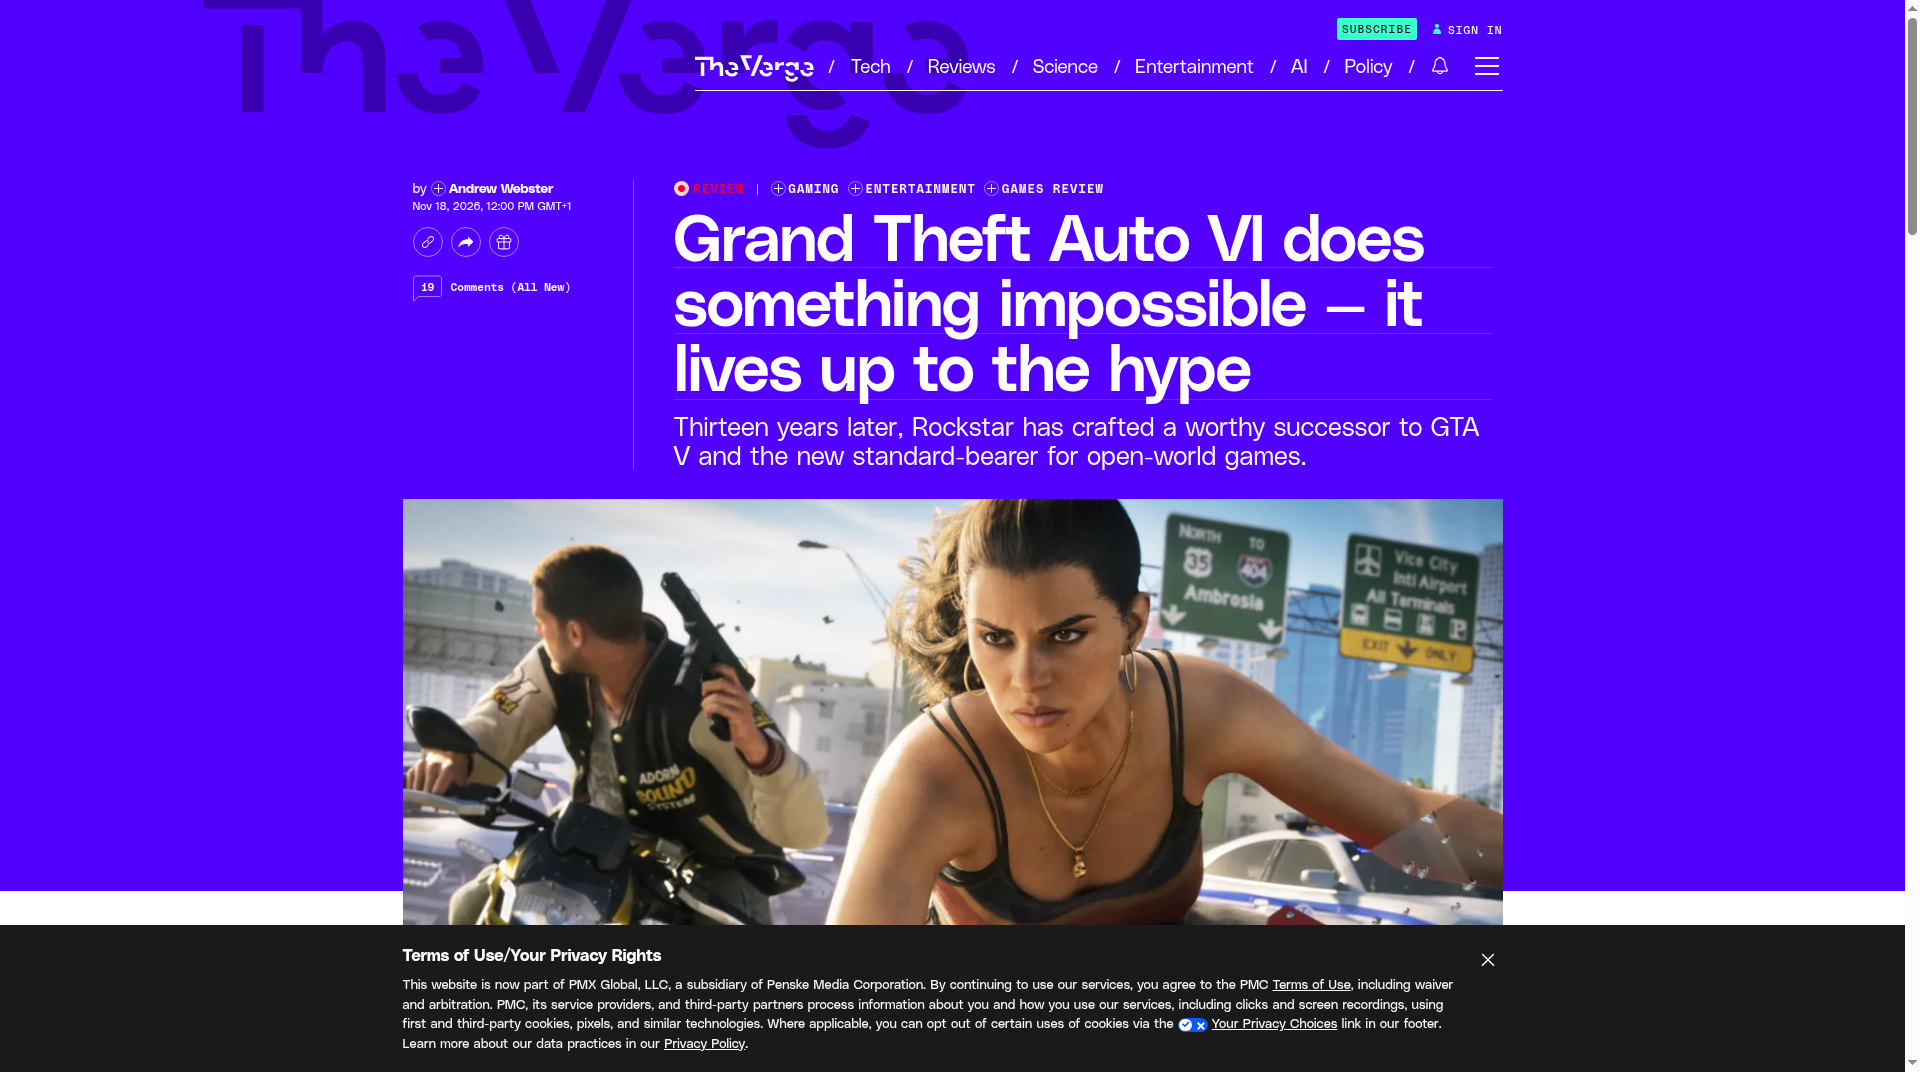 TheVerge
SUBSCRIBE
SIGN IN
TheVerge / Tech / Reviews / Science / Entertainment / AI / Policy /
by Andrew Webster
Nov 18, 2026, 12:00 PM GMT+1
19 Comments (All New)
REVIEW | GAMING ENTERTAINMENT GAMES REVIEW
Grand Theft Auto VI does
something impossible — it
lives up to the hype
Thirteen years later, Rockstar has crafted a worthy successor to GTA
V and the new standard-bearer for open-world games.
NORTH TO
35
Ambrosia
Vice City
Intl Airport
All Terminals
P
EXIT ONLY
ADORN
SOUND
SYSTEM
Terms of Use/Your Privacy Rights
This website is now part of PMX Global, LLC, a subsidiary of Penske Media Corporation. By continuing to use our services, you agree to the PMC Terms of Use, including waiver
and arbitration. PMC, its service providers, and third-party partners process information about you and how you use our services, including clicks and screen recordings, using
first and third-party cookies, pixels, and similar technologies. Where applicable, you can opt out of certain uses of cookies via the Your Privacy Choices link in our footer.
Learn more about our data practices in our Privacy Policy.